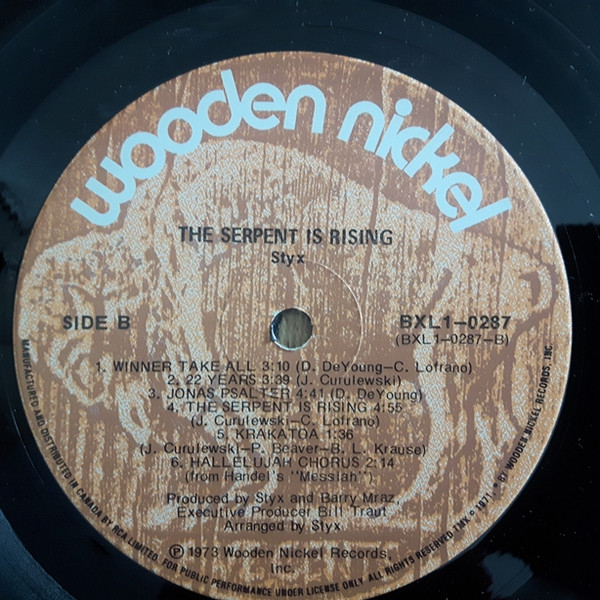 wooden nickel
THE SERPENT IS RISING
Styx
SIDE B
BXL1-0287
(BXL1-0287-B)
1. WINNER TAKE ALL 3:10 (D. DeYoung-C. Lofrano)
2. 22 YEARS 3:39 (J. Curulewski)
3. JONAS PSALTER 4:41 (D. DeYoung)
4. THE SERPENT IS RISING 4:55
(J. Curulewski-C. Lofrano)
5. KRAKATOA 1:36
(J. Curulewski-P. Beaver-B. L. Krause)
6. HALLELUJAH CHORUS 2:14
(from Handel's "Messiah")
Produced by Styx and Barry Mraz
Executive Producer Bill Traut
Arranged by Styx
℗ 1973 Wooden Nickel Records,
Inc.
MANUFACTURED AND DISTRIBUTED IN CANADA BY RCA LIMITED. FOR PUBLIC PERFORMANCE UNDER LICENSE ONLY. ALL RIGHTS RESERVED. TMK © 1971, BY WOODEN NICKEL RECORDS, INC.